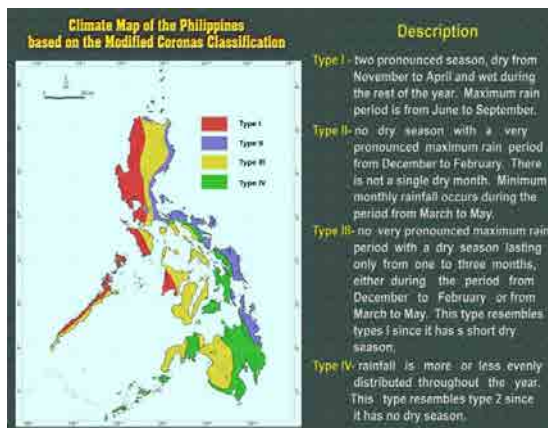 Climate Map of the Philippines
based on the Modified Coronas Classification
Type I
Type II
Type III
Type IV
Description
Type I- two pronounced season, dry from
November to April and wet during
the rest of the year. Maximum rain
period is from June to September.
Type II- no dry season with a very
pronounced maximum rain period
from December to February. There
is not a single dry month. Minimum
monthly rainfall occurs during the
period from March to May.
Type III- no very pronounced maximum rain
period with a dry season lasting
only from one to three months,
either during the period from
December to February or from
March to May. This type resembles
types I since it has s short dry
season.
Type IV- rainfall is more or less evenly
distributed throughout the year.
This type resembles type 2 since
it has no dry season.